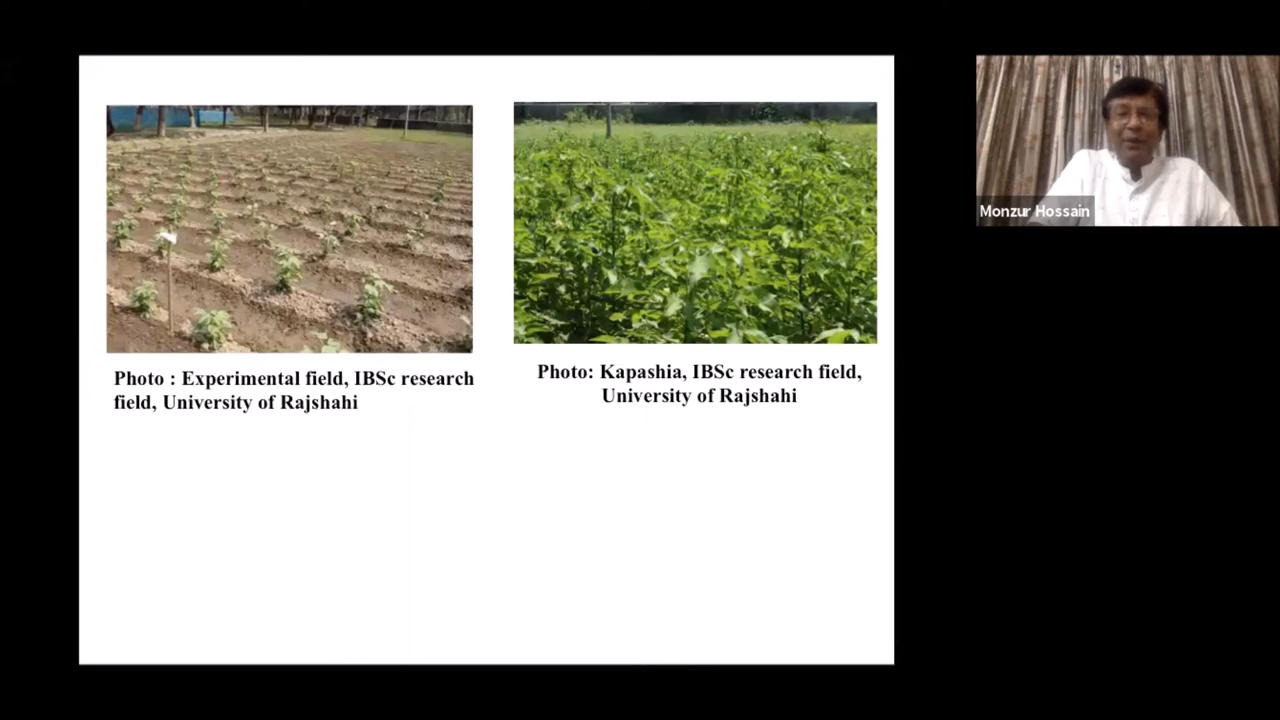 Photo : Experimental field, IBSc research
field, University of Rajshahi
Photo: Kapashia, IBSc research field,
University of Rajshahi
Monzur Hossain